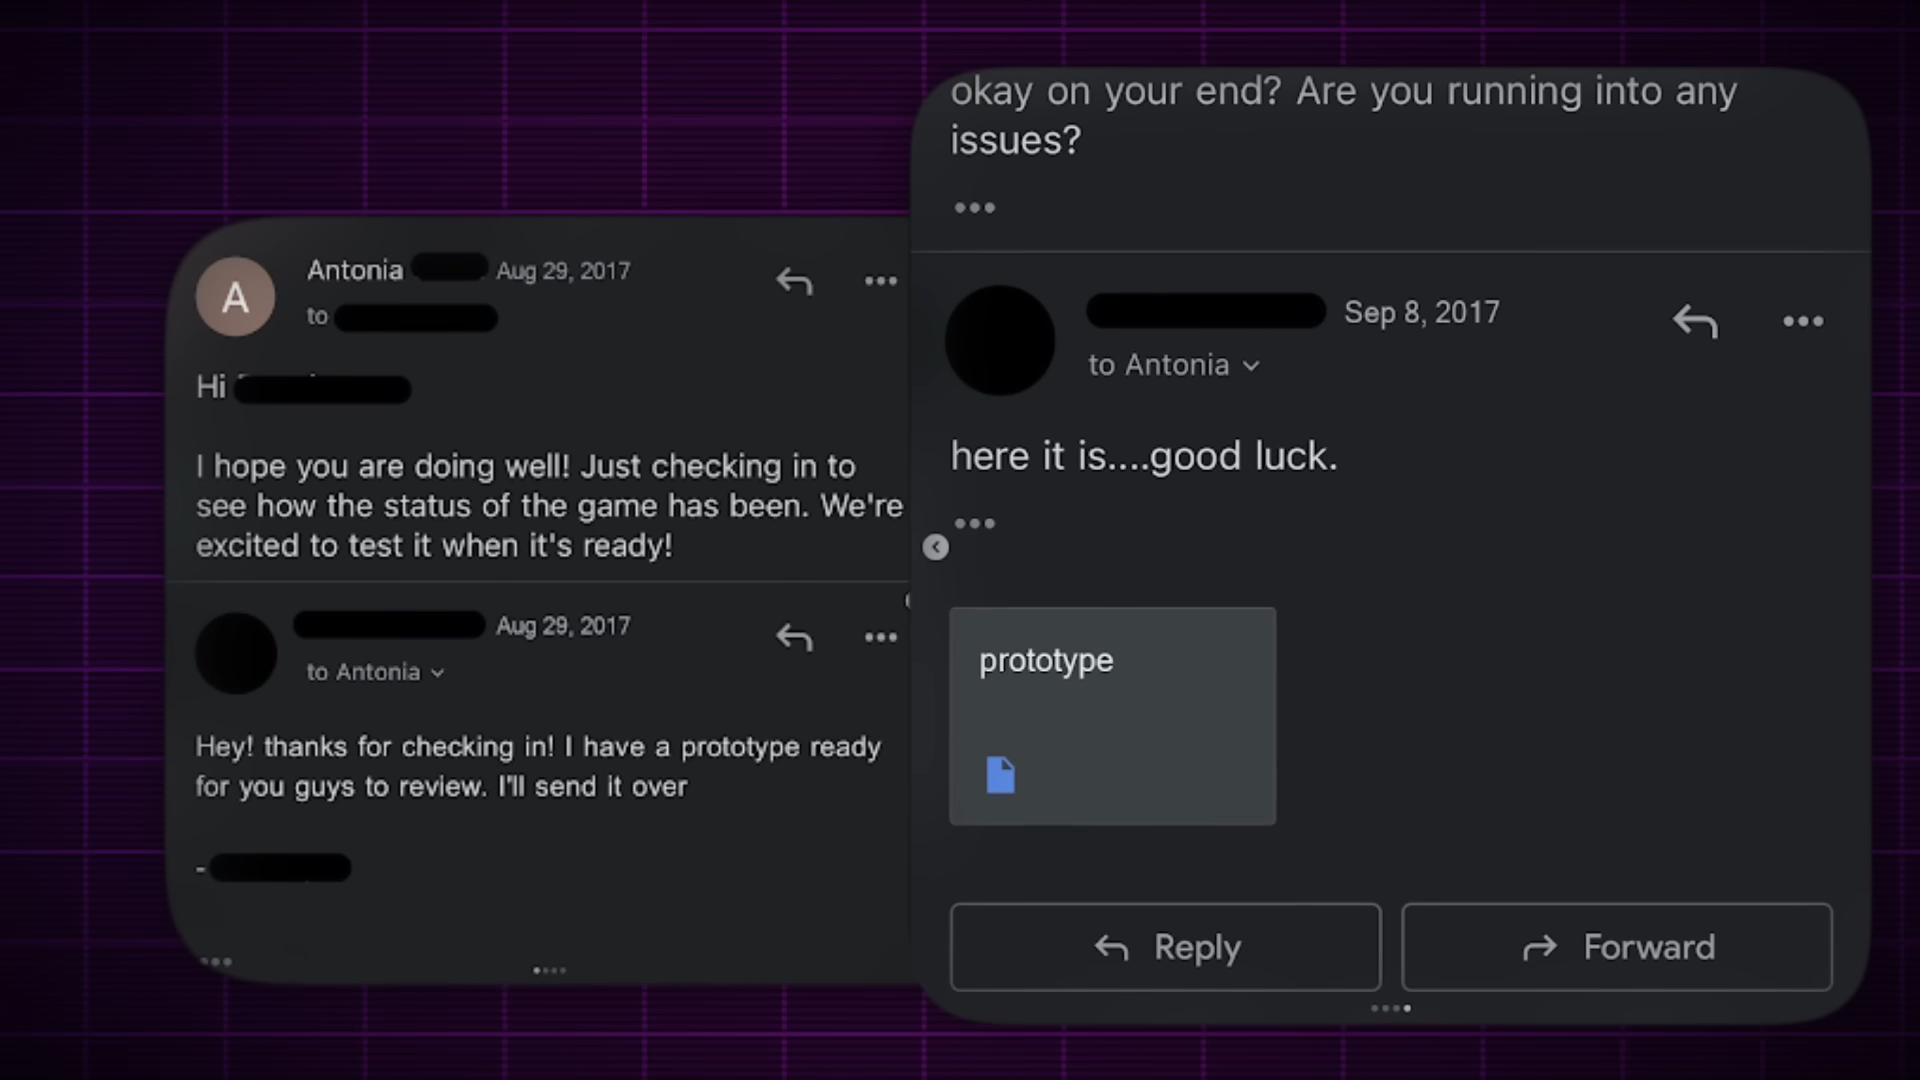 A
Antonia
Aug 29, 2017
to
Hi
I hope you are doing well! Just checking in to
see how the status of the game has been. We're
excited to test it when it's ready!
Aug 29, 2017
to Antonia
Hey! thanks for checking in! I have a prototype ready
for you guys to review. I'll send it over
-
okay on your end? Are you running into any
issues?
Sep 8, 2017
to Antonia
here it is....good luck.
prototype
Reply
Forward